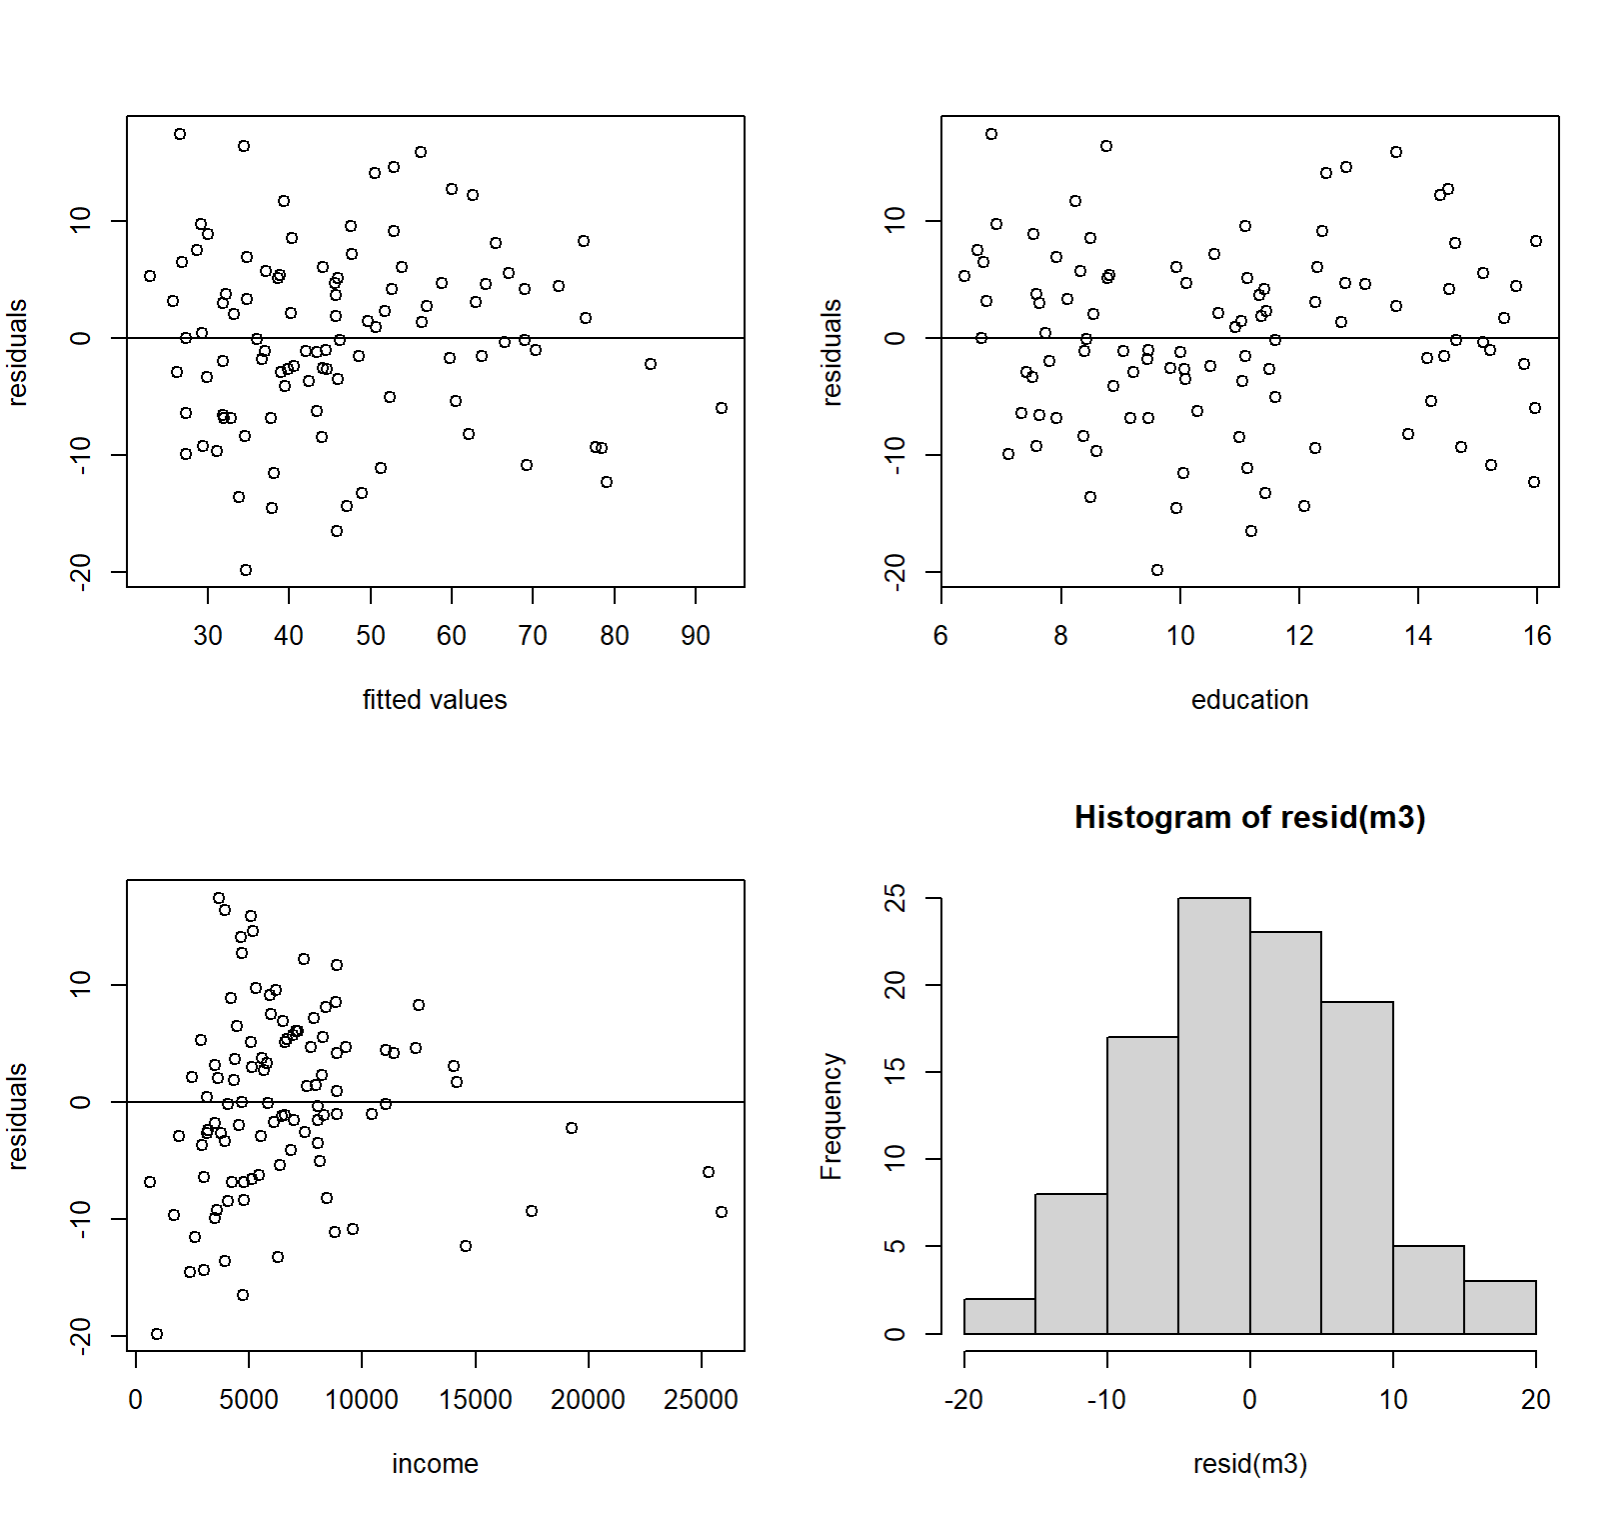 residuals
10
0
-10
-20
30 40 50 60 70 80 90
fitted values
residuals
10
0
-10
-20
6 8 10 12 14 16
education
residuals
10
0
-10
-20
0 5000 10000 15000 20000 25000
income
Histogram of resid(m3)
Frequency
25
20
15
10
5
0
-20 -10 0 10 20
resid(m3)